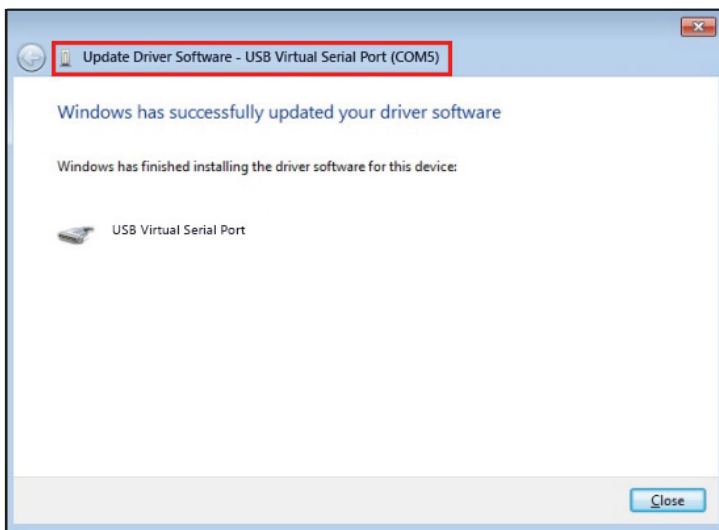 Update Driver Software - USB Virtual Serial Port (COM5)
Windows has successfully updated your driver software
Windows has finished installing the driver software for this device:
USB Virtual Serial Port
Close